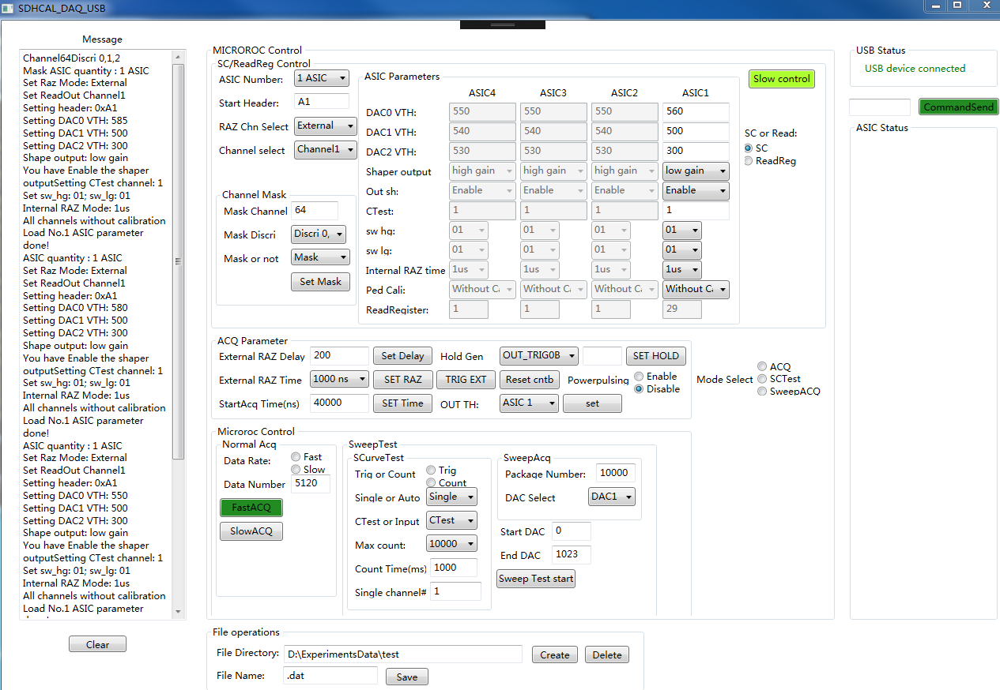 SDHCAL_DAQ_USB
Message
Channel64Discri 0,1,2
Mask ASIC quantity : 1 ASIC
Set Raz Mode: External
Set ReadOut Channel1
Setting header: 0xA1
Setting DAC0 VTH: 585
Setting DAC1 VTH: 500
Setting DAC2 VTH: 300
Shape output: low gain
You have Enable the shaper
outputSetting CTest channel: 1
Set sw_hg: 01; sw_lg: 01
Internal RAZ Mode: 1us
All channels without calibration
Load No.1 ASIC parameter
done!
ASIC quantity : 1 ASIC
Set Raz Mode: External
Set ReadOut Channel1
Setting header: 0xA1
Setting DAC0 VTH: 580
Setting DAC1 VTH: 500
Setting DAC2 VTH: 300
Shape output: low gain
You have Enable the shaper
outputSetting CTest channel: 1
Set sw_hg: 01; sw_lg: 01
Internal RAZ Mode: 1us
All channels without calibration
Load No.1 ASIC parameter
done!
ASIC quantity : 1 ASIC
Set Raz Mode: External
Set ReadOut Channel1
Setting header: 0xA1
Setting DAC0 VTH: 550
Setting DAC1 VTH: 500
Setting DAC2 VTH: 300
Shape output: low gain
You have Enable the shaper
outputSetting CTest channel: 1
Set sw_hg: 01; sw_lg: 01
Internal RAZ Mode: 1us
All channels without calibration
Load No.1 ASIC parameter
Clear
MICROROC Control
SC/ReadReg Control
ASIC Number: 1 ASIC
Start Header: A1
RAZ Chn Select External
Channel select Channel1
Channel Mask
Mask Channel 64
Mask Discri Discri 0,
Mask or not Mask
Set Mask
ASIC Parameters
ASIC4 ASIC3 ASIC2 ASIC1
DAC0 VTH: 550 550 550 560
DAC1 VTH: 540 540 540 500
DAC2 VTH: 530 530 530 300
Shaper output high gain high gain high gain low gain
Out sh: Enable Enable Enable Enable
CTest: 1 1 1 1
sw hg: 01 01 01 01
sw lg: 01 01 01 01
Internal RAZ time 1us 1us 1us 1us
Ped Cali: Without Ca Without Ca Without Ca Without Ca
ReadRegister: 1 1 1 29
Slow control
SC or Read:
SC
ReadReg
ACQ Parameter
External RAZ Delay 200 Set Delay Hold Gen OUT_TRIG0B SET HOLD
External RAZ Time 1000 ns SET RAZ TRIG EXT Reset cntb Powerpulsing Enable
Disable
StartAcq Time(ns) 40000 SET Time OUT TH: ASIC 1 set
Mode Select
ACQ
SCTest
SweepACQ
Microroc Control
Normal Acq
Data Rate: Fast
Slow
Data Number 5120
FastACQ
SlowACQ
SweepTest
SCurveTest
Trig or Count Trig
Count
Single or Auto Single
CTest or Input CTest
Max count: 10000
Count Time(ms) 1000
Single channel# 1
SweepAcq
Package Number: 10000
DAC Select DAC1
Start DAC 0
End DAC 1023
Sweep Test start
File operations
File Directory: D:\ExperimentsData\test Create Delete
File Name: .dat Save
USB Status
USB device connected
CommandSend
ASIC Status